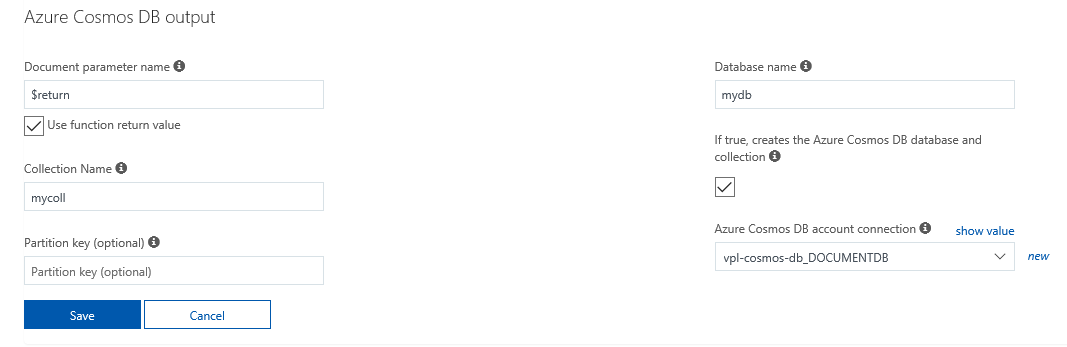 Azure Cosmos DB output
Document parameter name
$return
Use function return value
Collection Name
mycoll
Partition key (optional)
Partition key (optional)
Save
Cancel
Database name
mydb
If true, creates the Azure Cosmos DB database and
collection
Azure Cosmos DB account connection
show value
vpl-cosmos-db_DOCUMENTDB
new